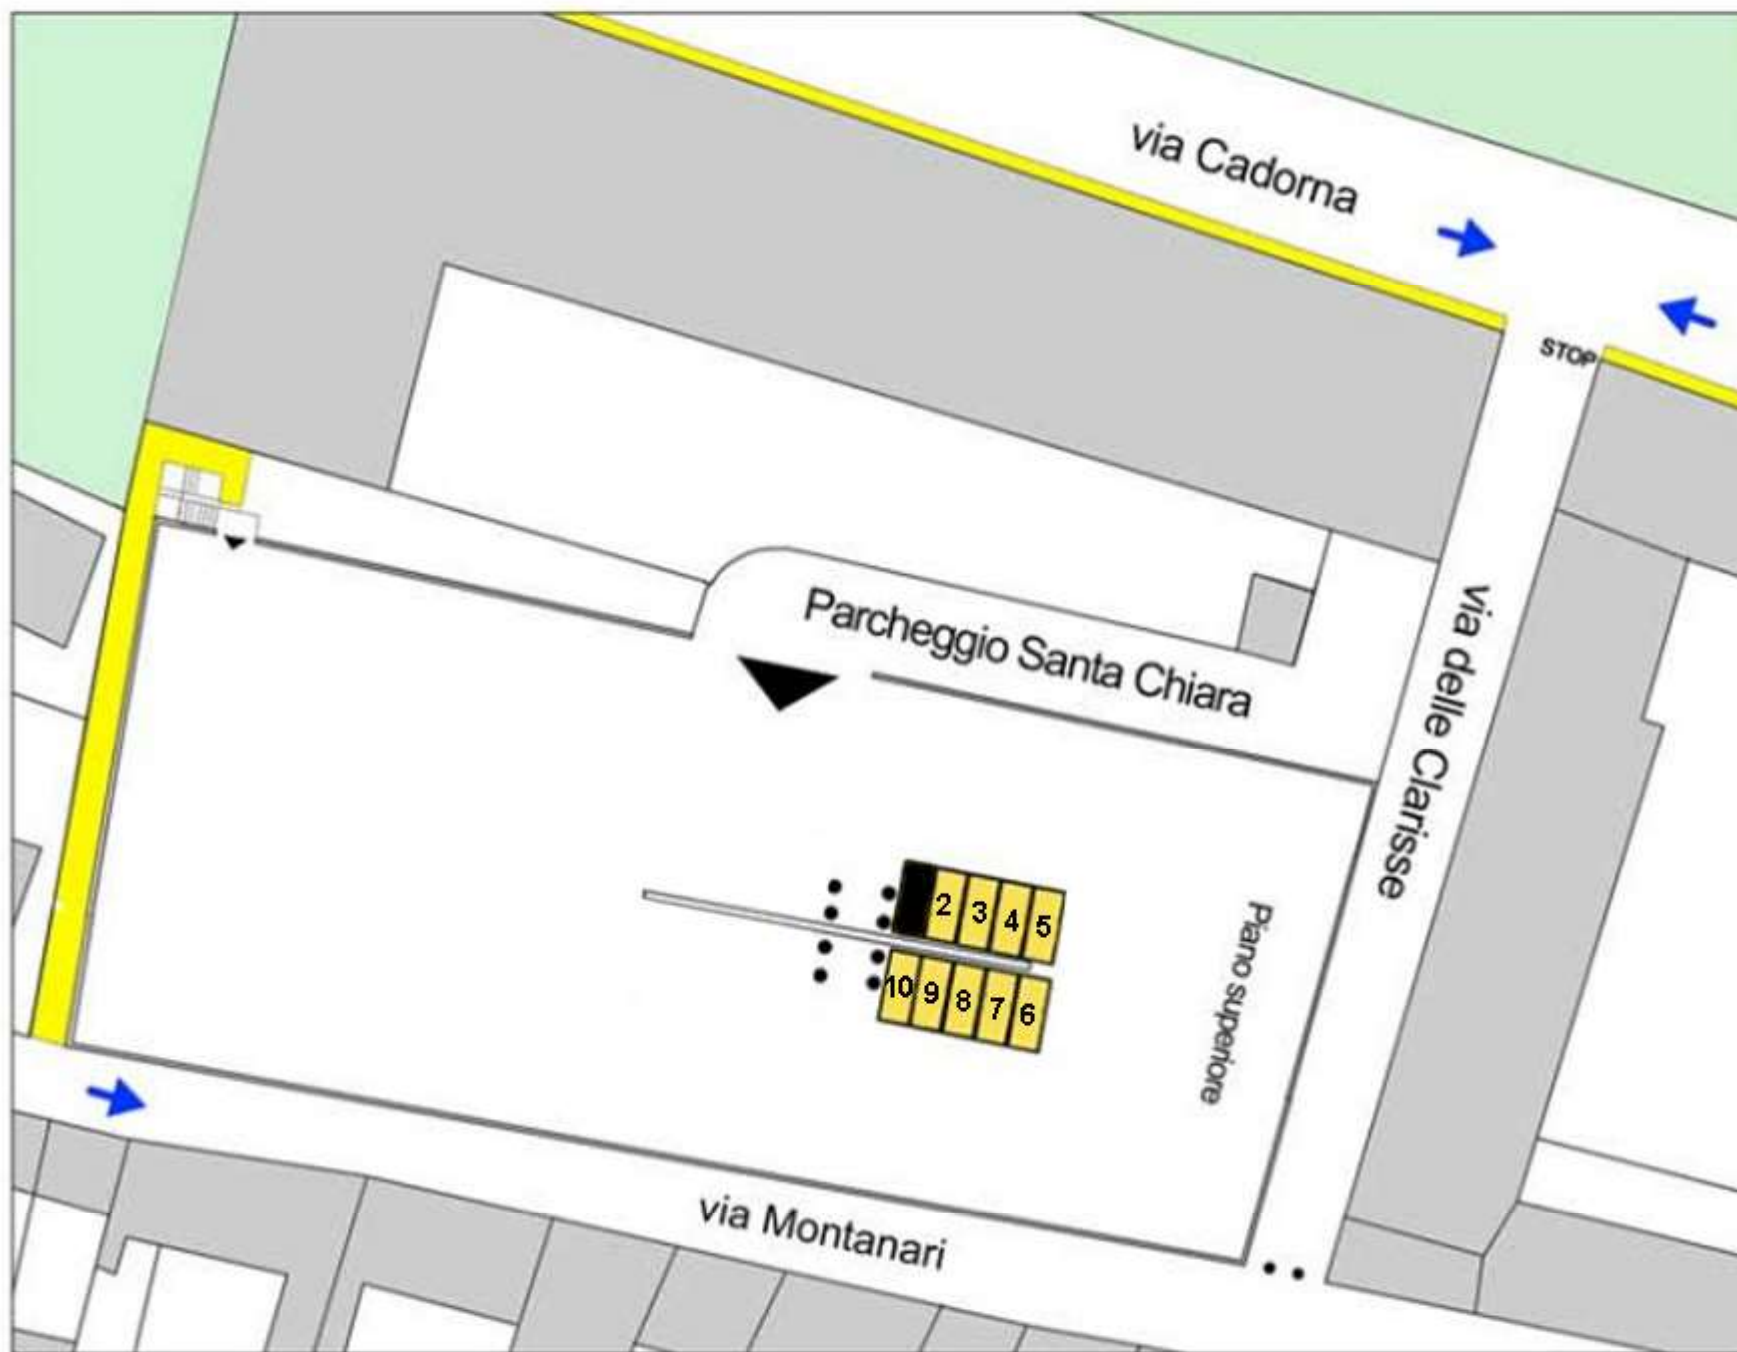 via Cadorna
STOP
Parcheggio Santa Chiara
via delle Clarisse
2 3 4 5
10 9 8 7 6
Piano superiore
via Montanari